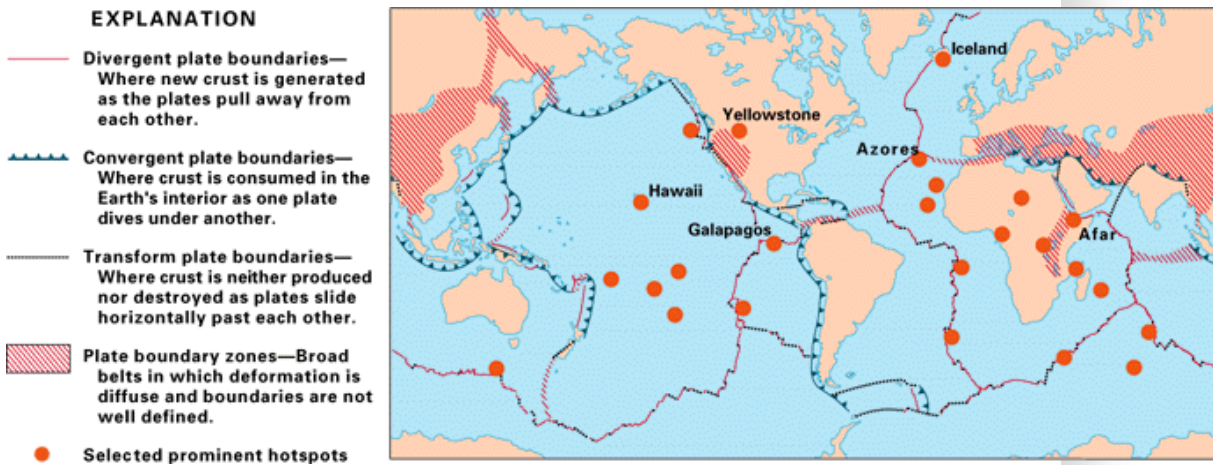 EXPLANATION
Divergent plate boundaries—
Where new crust is generated
as the plates pull away from
each other.
Convergent plate boundaries—
Where crust is consumed in the
Earth's interior as one plate
dives under another.
Transform plate boundaries—
Where crust is neither produced
nor destroyed as plates slide
horizontally past each other.
Plate boundary zones—Broad
belts in which deformation is
diffuse and boundaries are not
well defined.
Selected prominent hotspots
Iceland
Yellowstone
Azores
Hawaii
Galapagos
Afar